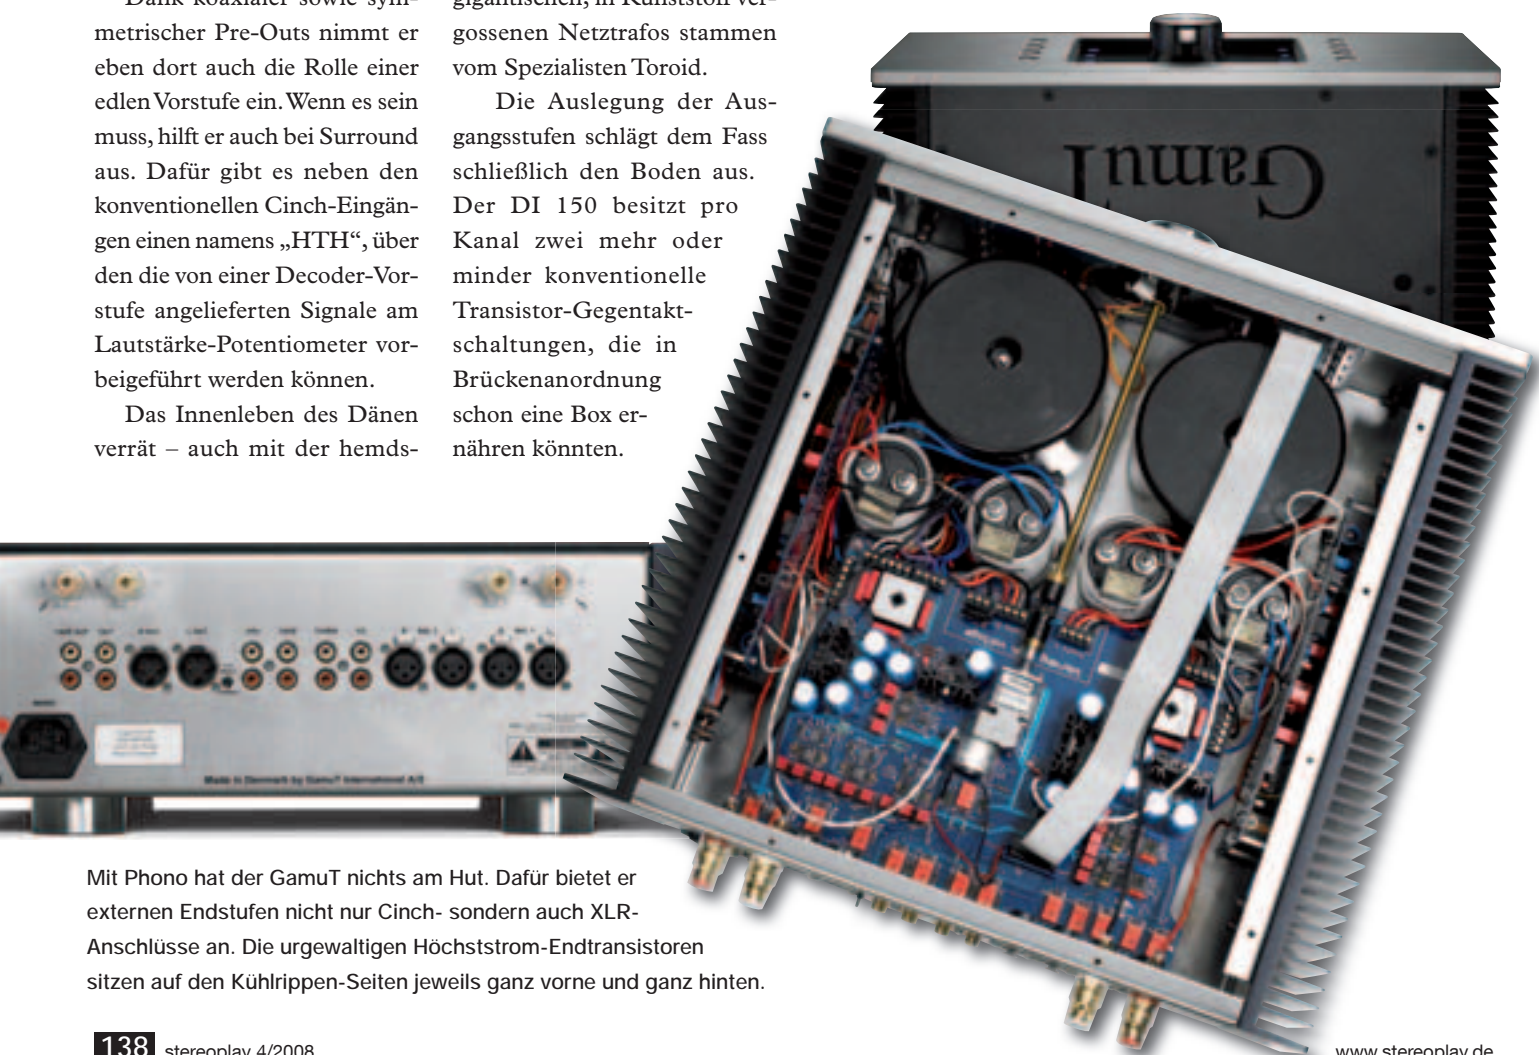 Dank koaxialer sowie sym-
metrischer Pre-Outs nimmt er
eben dort auch die Rolle einer
edlen Vorstufe ein. Wenn es sein
muss, hilft er auch bei Surround
aus. Dafür gibt es neben den
konventionellen Cinch-Eingän-
gen einen namens „HTH“, über
den die von einer Decoder-Vor-
stufe angelieferten Signale am
Lautstärke-Potentiometer vor-
beigeführt werden können.
Das Innenleben des Dänen
verrät – auch mit der hemds-
gigantischen, in Kunststoff ver-
gossenen Netztrafos stammen
vom Spezialisten Toroid.
Die Auslegung der Aus-
gangsstufen schlägt dem Fass
schließlich den Boden aus.
Der DI 150 besitzt pro
Kanal zwei mehr oder
minder konventionelle
Transistor-Gegentakt-
schaltungen, die in
Brückenanordnung
schon eine Box er-
nähren könnten.
GamuT
Made in Denmark by GamuT International A/S
Mit Phono hat der GamuT nichts am Hut. Dafür bietet er
externen Endstufen nicht nur Cinch- sondern auch XLR-
Anschlüsse an. Die urgewaltigen Höchststrom-Endtransistoren
sitzen auf den Kühlrippen-Seiten jeweils ganz vorne und ganz hinten.
138 stereoplay 4/2008
www.stereoplay.de